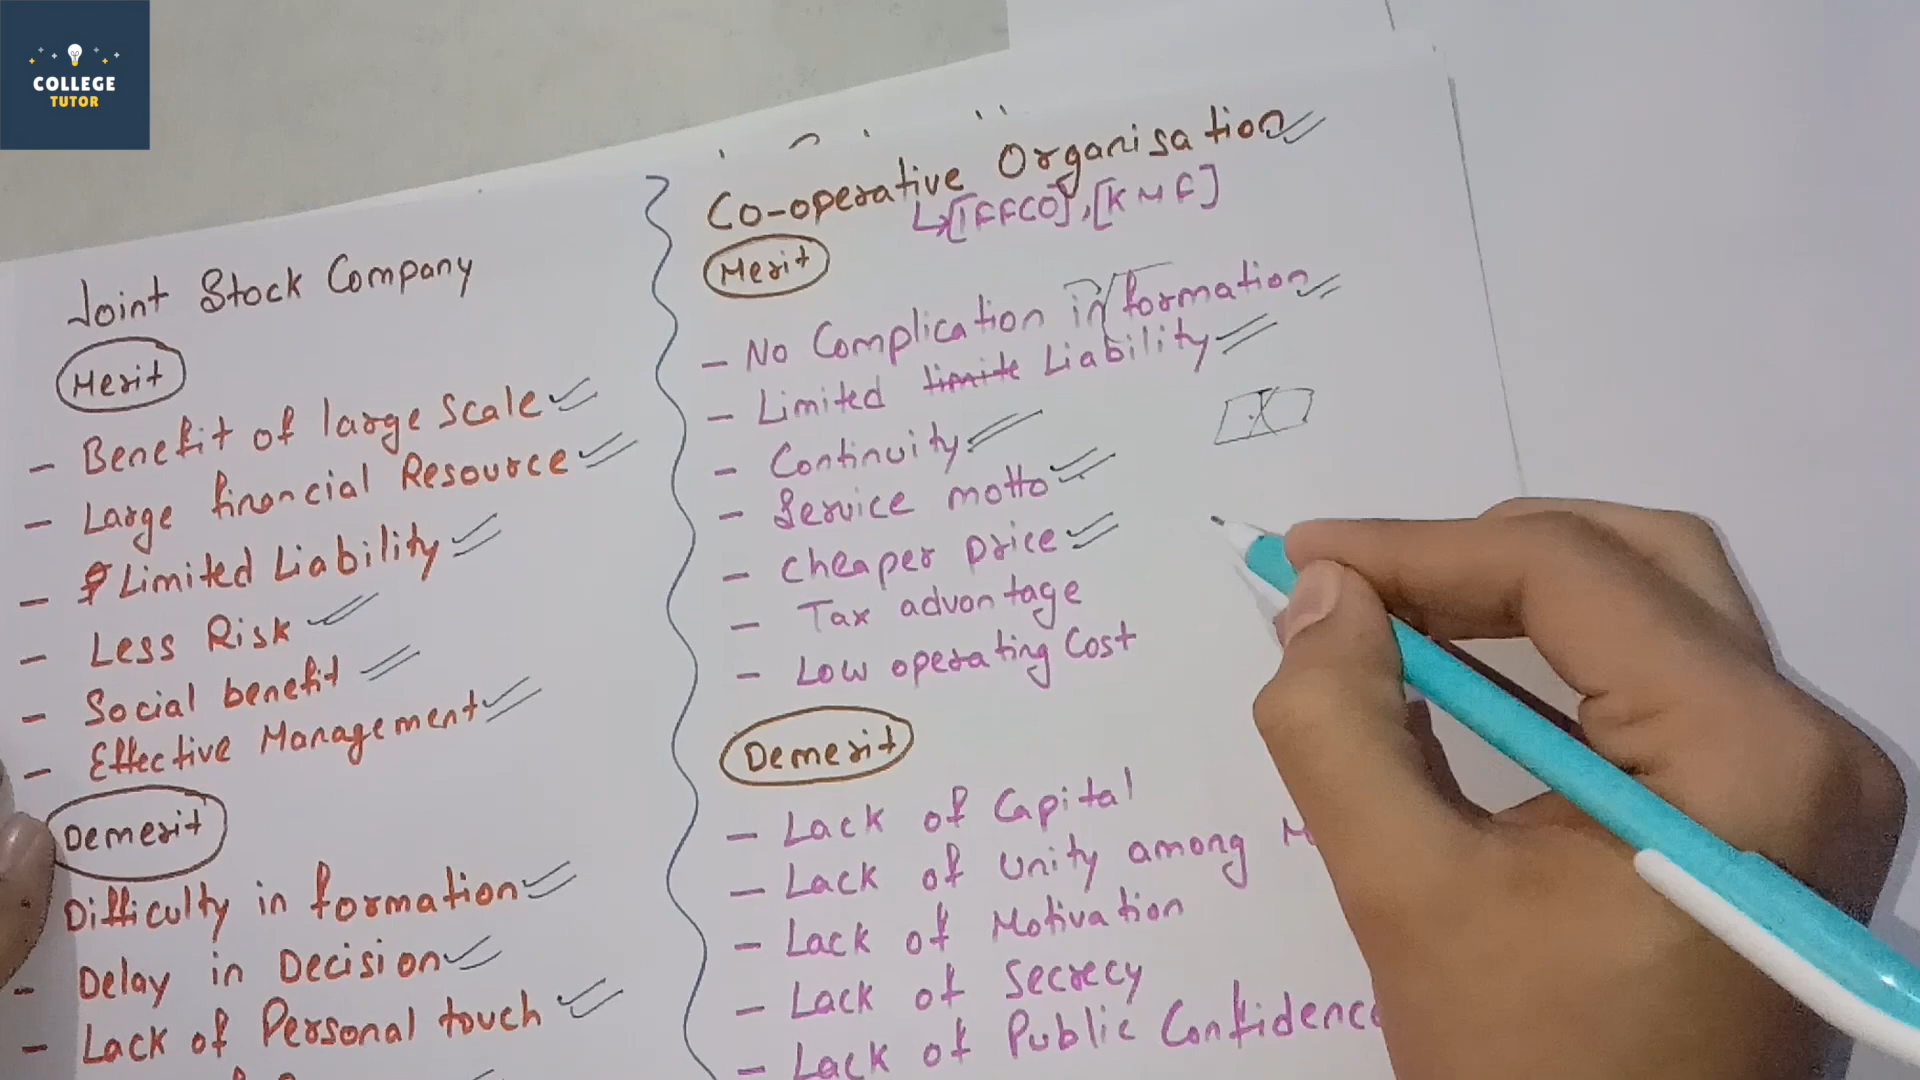 COLLEGE
TUTOR
Joint Stock Company
Merit
- Benefit of large Scale
- Large financial Resource
- Limited Liability
- Less Risk
- Social benefit
- Effective Management
Demerit
Difficulty in formation
- Delay in Decision
- Lack of Personal touch
Co-operative Organisation
[IFFCO], [KMF]
Merit
- No Complication in formation
- Limited limite Liability
- Continuity
- Service motto
- Cheaper price
- Tax advantage
- Low operating Cost
Demerit
- Lack of Capital
- Lack of Unity among M
- Lack of Motivation
- Lack of Secrecy
- Lack of Public Confidence